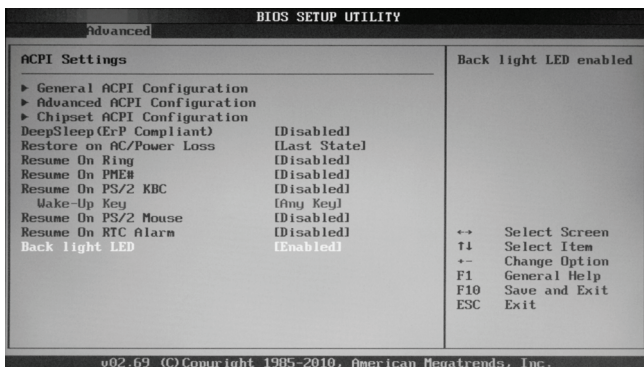 BIOS SETUP UTILITY
Advanced
ACPI Settings
▶ General ACPI Configuration
▶ Advanced ACPI Configuration
▶ Chipset ACPI Configuration
DeepSleep(ErP Compliant) [Disabled]
Restore on AC/Power Loss [Last State]
Resume On Ring [Disabled]
Resume On PME# [Disabled]
Resume On PS/2 KBC [Disabled]
Wake-Up Key [Any Key]
Resume On PS/2 Mouse [Disabled]
Resume On RTC Alarm [Disabled]
Back light LED [Enabled]
Back light LED enabled
↔ Select Screen
↑↓ Select Item
+- Change Option
F1 General Help
F10 Save and Exit
ESC Exit
v02.69 (C)Copyright 1985-2010, American Megatrends, Inc.